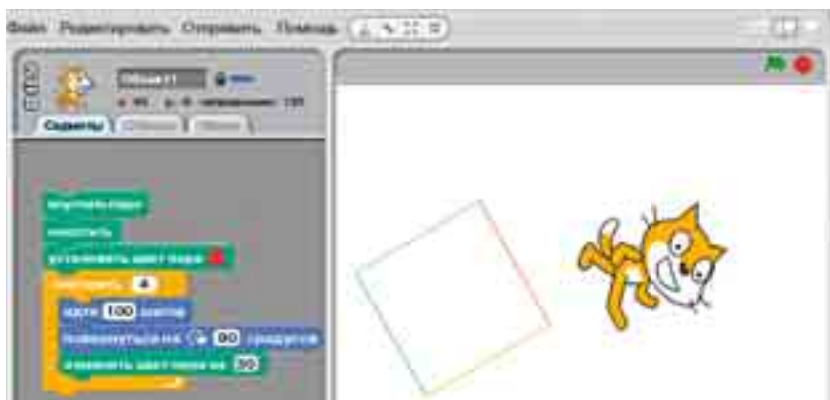 Файл Редактировать Отправить Помощь
Объект1
Скрипты
опустить перо
очистить
установить цвет пера
повторить 4
идти 100 шагов
повернуться на 90 градусов
изменить цвет пера на 30